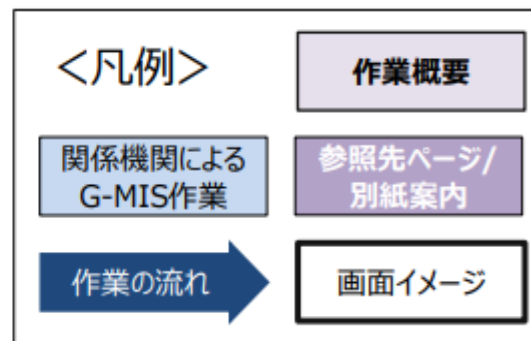 ＜凡例＞
作業概要
関係機関による
G-MIS作業
参照先ページ/
別紙案内
作業の流れ
画面イメージ